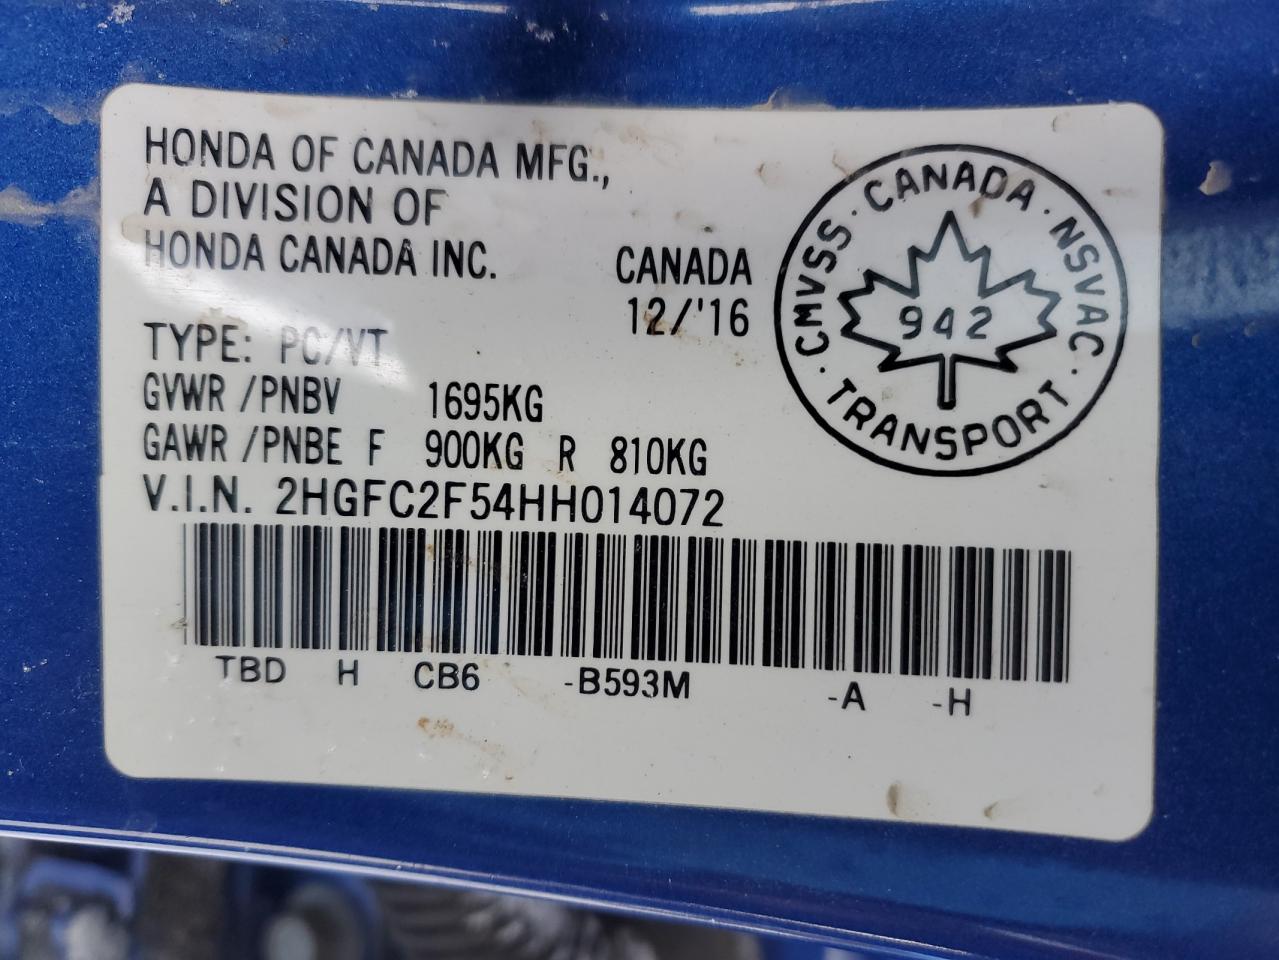 HONDA OF CANADA MFG.,
A DIVISION OF
HONDA CANADA INC.
CANADA
12/'16
TYPE: PC/VT
GVWR /PNBV 1695KG
GAWR /PNBE F 900KG R 810KG
V.I.N. 2HGFC2F54HH014072
TBD H CB6 -B593M -A -H
CMVSS · CANADA · NSVAC ·
942
TRANSPORT ·